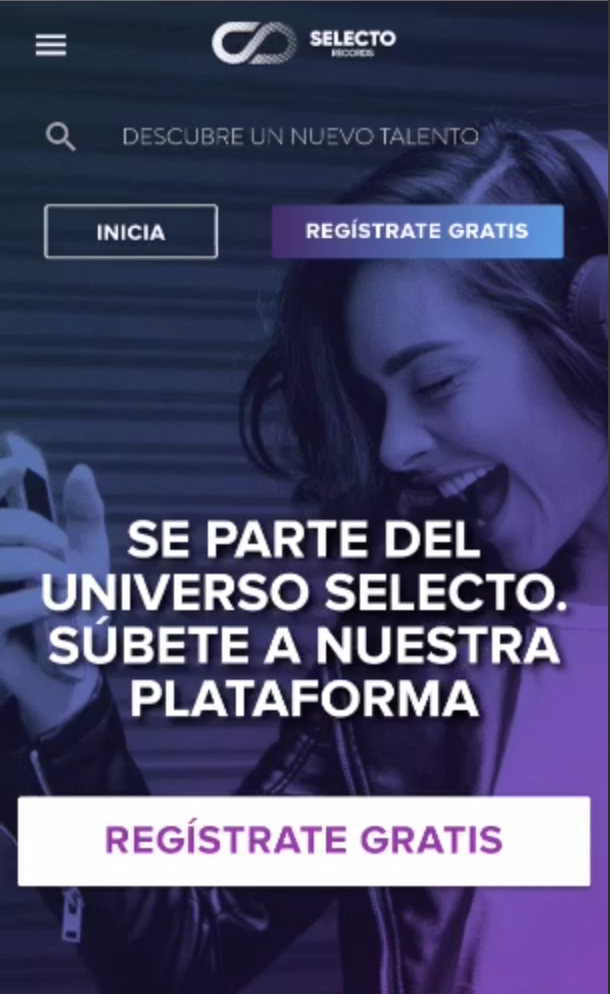 SELECTO
RECORDS
DESCUBRE UN NUEVO TALENTO
INICIA
REGÍSTRATE GRATIS
SE PARTE DEL
UNIVERSO SELECTO.
SÚBETE A NUESTRA
PLATAFORMA
REGÍSTRATE GRATIS